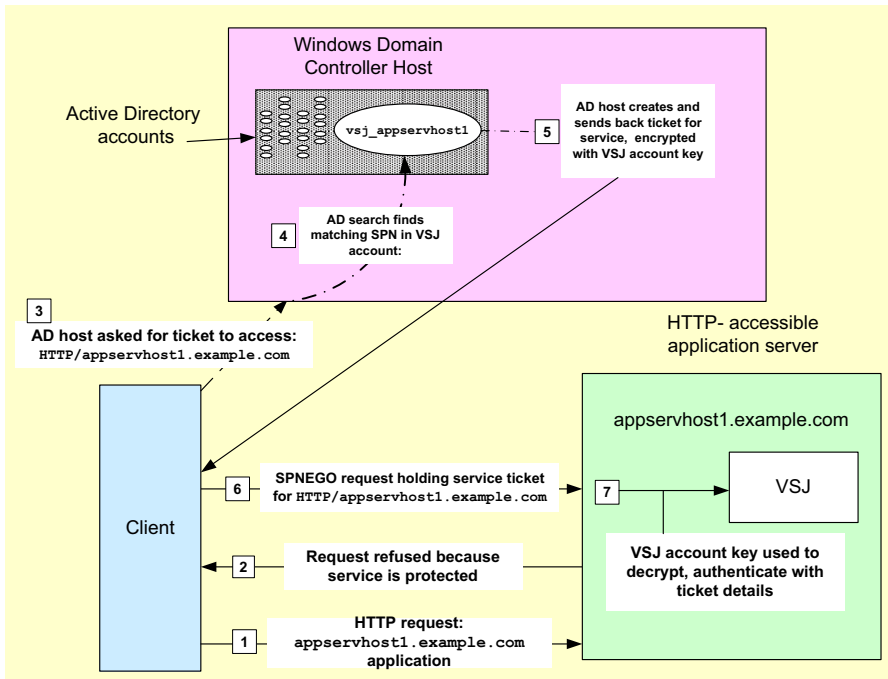 Windows Domain
Controller Host
Active Directory
accounts
vsj_appservhost1
5
AD host creates and
sends back ticket for
service, encrypted
with VSJ account key
4
AD search finds
matching SPN in VSJ
account:
3
AD host asked for ticket to access:
HTTP/appservhost1.example.com
HTTP- accessible
application server
appservhost1.example.com
Client
6
SPNEGO request holding service ticket
for HTTP/appservhost1.example.com
7
VSJ
VSJ account key used to
decrypt, authenticate with
ticket details
2
Request refused because
service is protected
1
HTTP request:
appservhost1.example.com
application